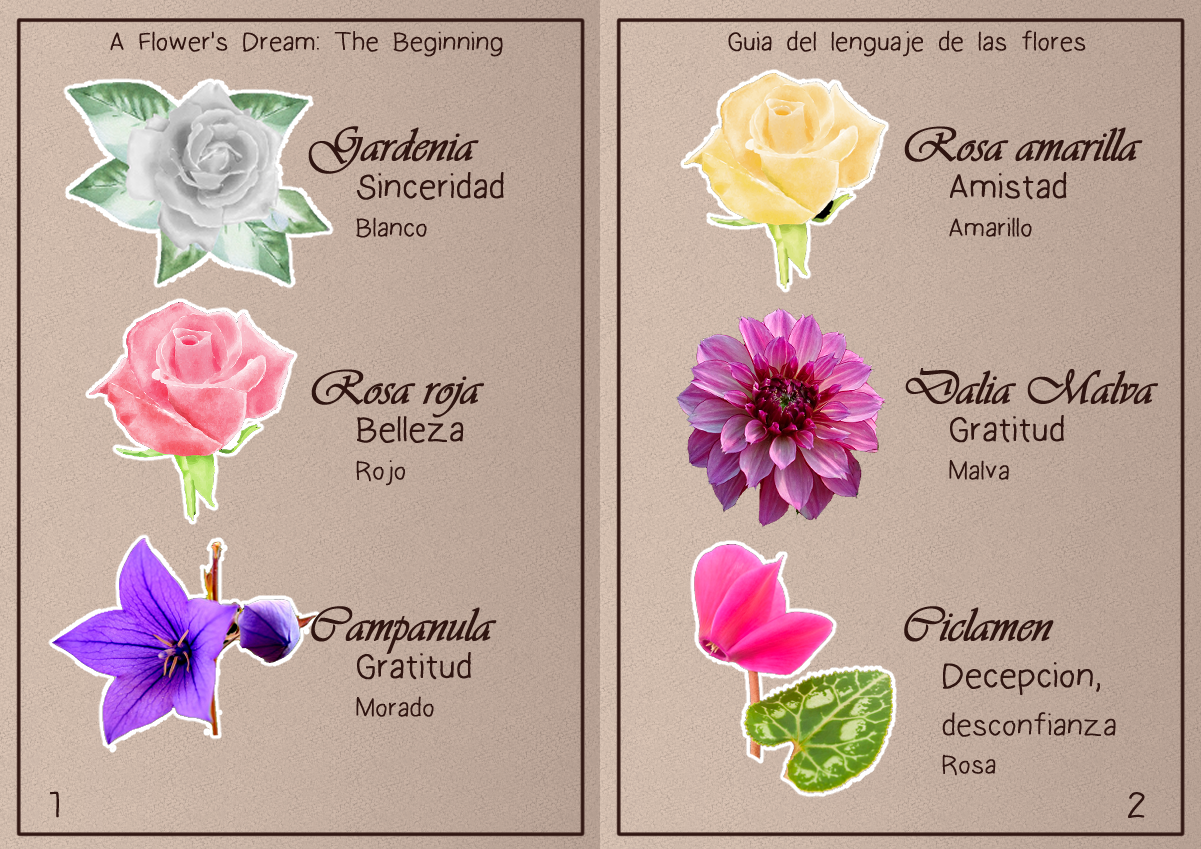 A Flower's Dream: The Beginning
Gardenia
Sinceridad
Blanco
Rosa roja
Belleza
Rojo
Campanula
Gratitud
Morado
1
Guia del lenguaje de las flores
Rosa amarilla
Amistad
Amarillo
Dalia Malva
Gratitud
Malva
Ciclamen
Decepcion,
desconfianza
Rosa
2